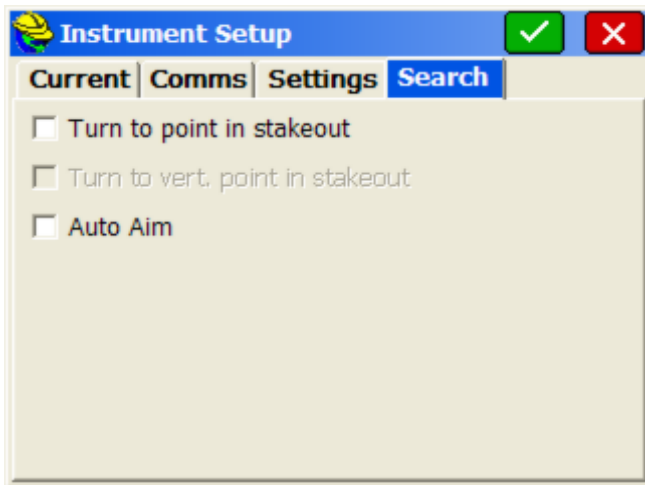 Instrument Setup
Current Comms Settings Search
Turn to point in stakeout
Turn to vert. point in stakeout
Auto Aim